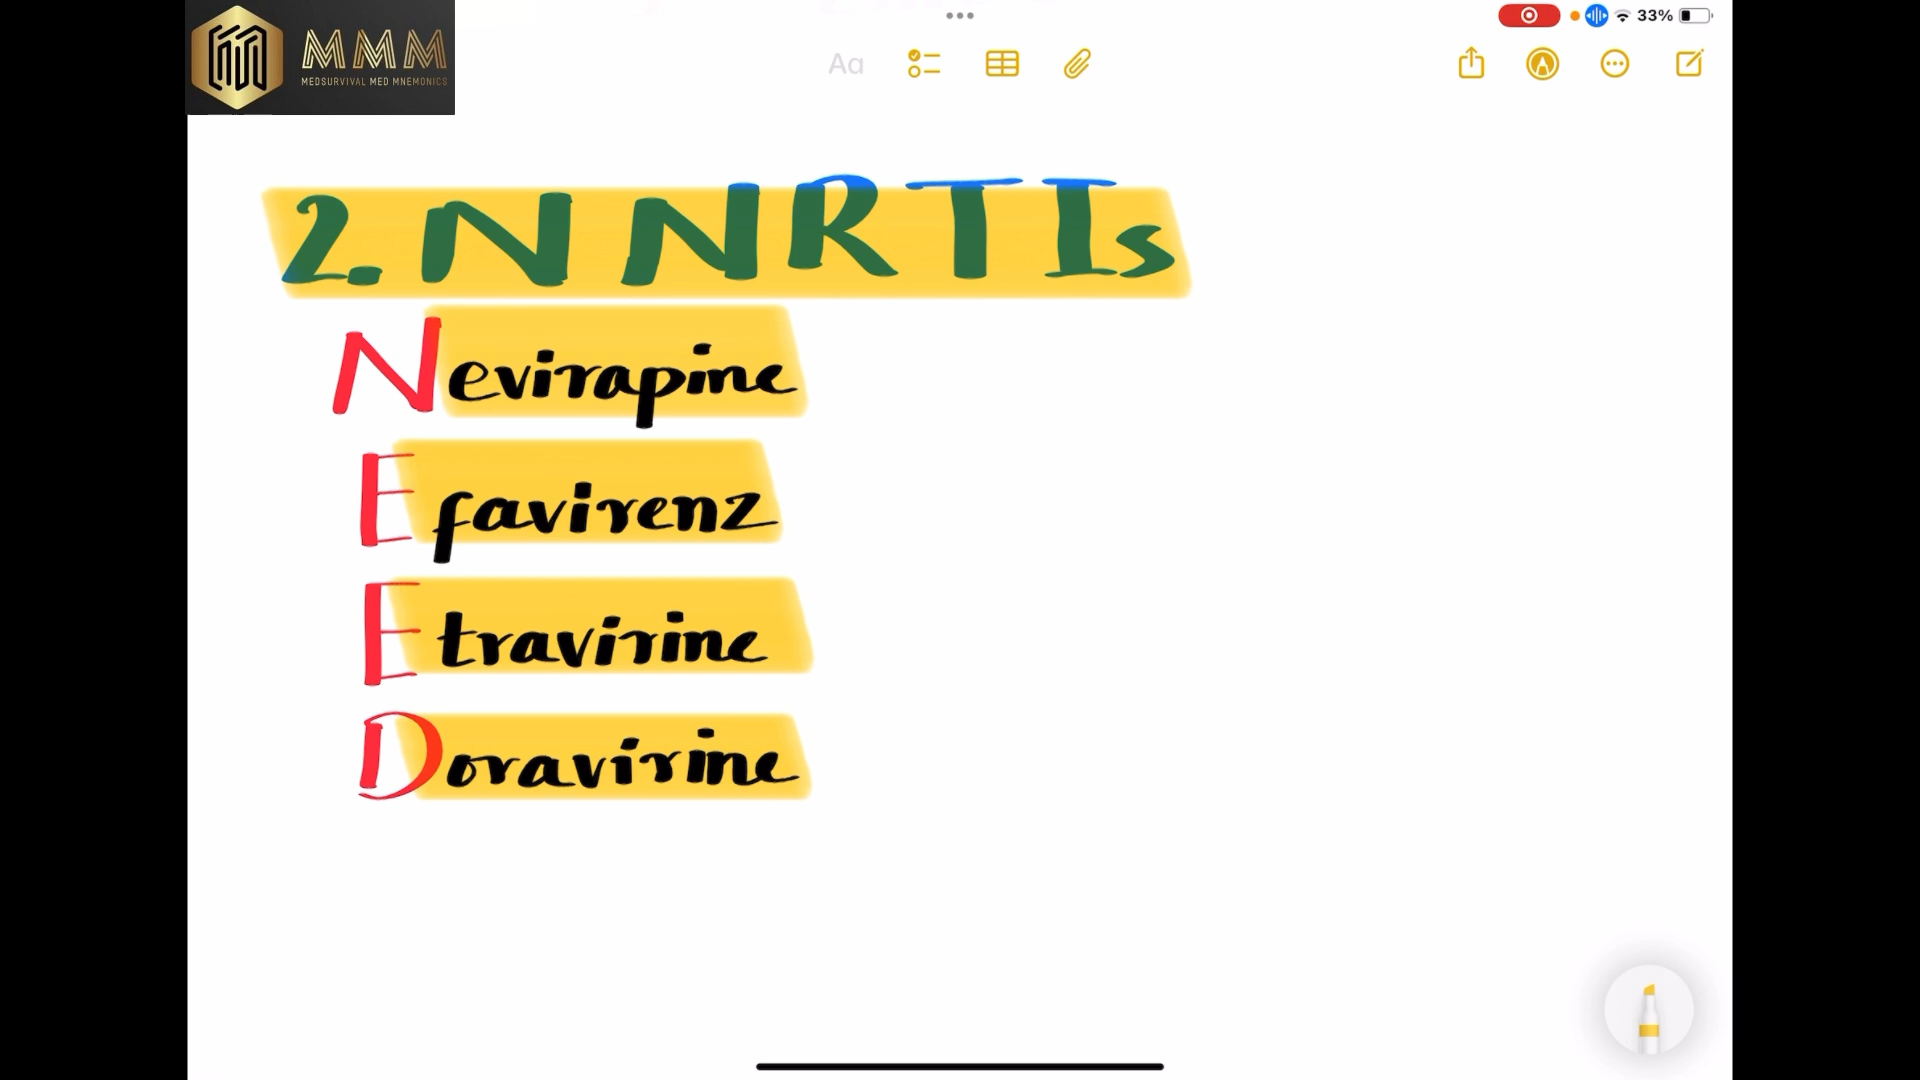 MMM
MEDSURVIVAL MED MNEMONICS
33%
Aa
2. NNRTIs
Nevirapine
Efavirenz
Etravirine
Doravirine